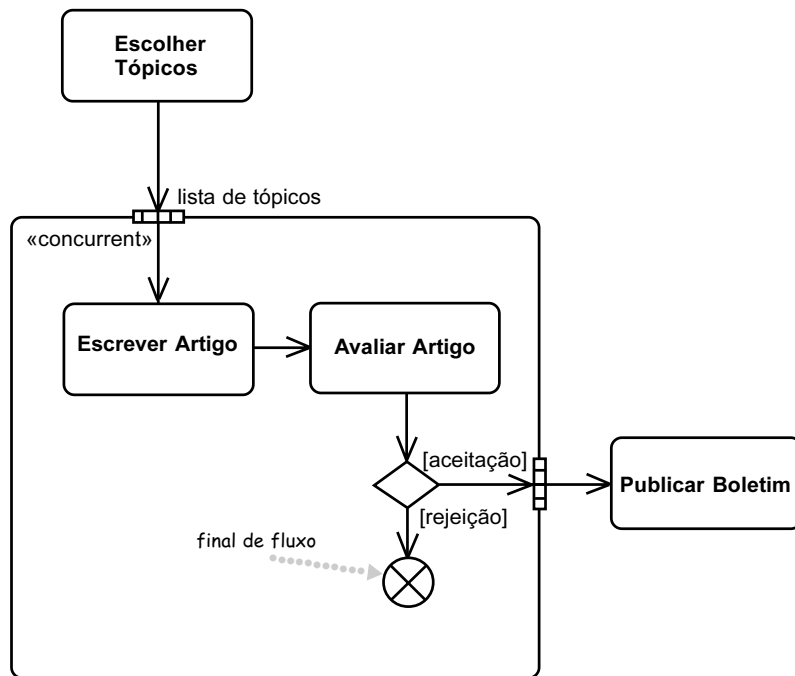 Escolher
Tópicos
lista de tópicos
«concurrent»
Escrever Artigo
Avaliar Artigo
[aceitação]
Publicar Boletim
[rejeição]
final de fluxo